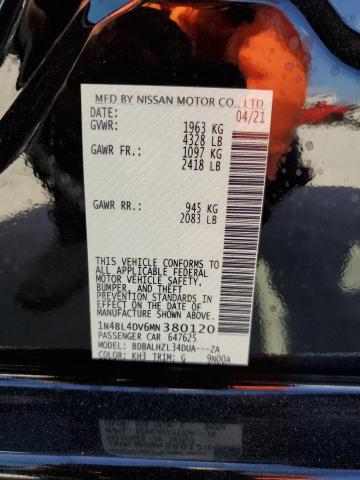 MFD BY NISSAN MOTOR CO., LTD
DATE: 04/21
GVWR: 1963 KG
4328 LB
GAWR FR.: 1097 KG
2418 LB
GAWR RR.: 945 KG
2083 LB
THIS VEHICLE CONFORMS TO
ALL APPLICABLE FEDERAL
MOTOR VEHICLE SAFETY,
BUMPER, AND THEFT
PREVENTION STANDARDS IN
EFFECT ON THE DATE OF
MANUFACTURE SHOWN ABOVE.
1N4BL4DV6MN380120
PASSENGER CAR 647625
MODEL: BDBALHZL34DUA---ZA
COLOR: KH3 TRIM: G 9N00A